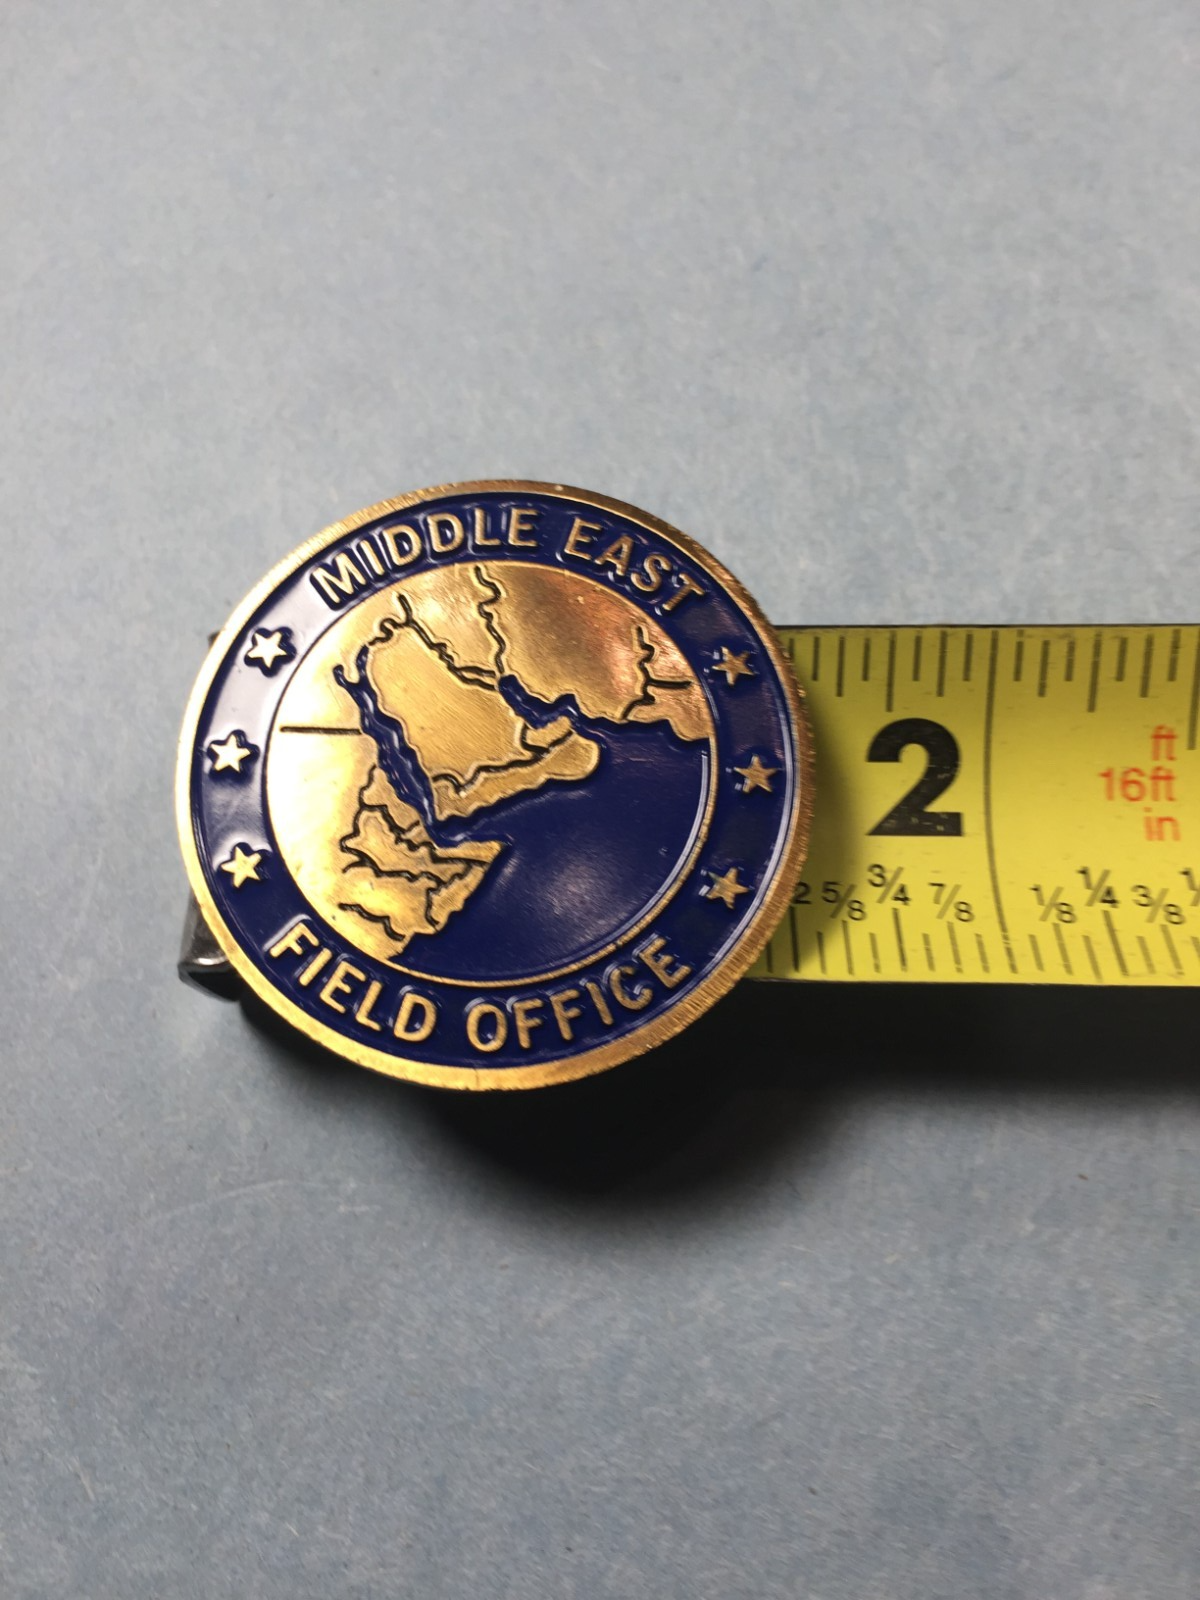 MIDDLE EAST
FIELD OFFICE
2
ft
16ft
in
2 5/8 3/4 7/8 1/8 1/4 3/8